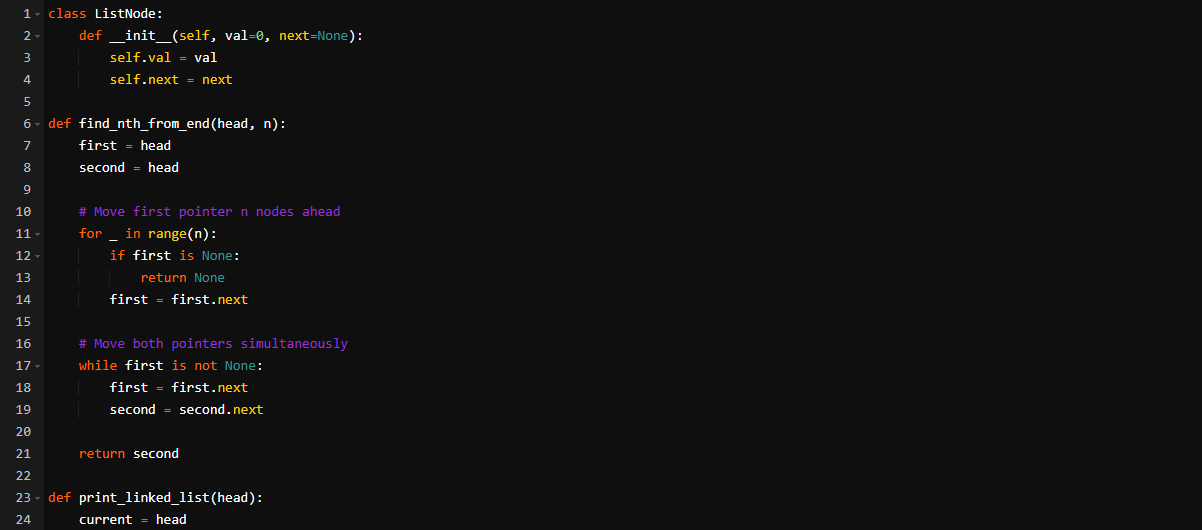 1 class ListNode:
2     def __init__(self, val=0, next=None):
3         self.val = val
4         self.next = next
5
6 def find_nth_from_end(head, n):
7     first = head
8     second = head
9
10     # Move first pointer n nodes ahead
11     for _ in range(n):
12         if first is None:
13             return None
14         first = first.next
15
16     # Move both pointers simultaneously
17     while first is not None:
18         first = first.next
19         second = second.next
20
21     return second
22
23 def print_linked_list(head):
24     current = head